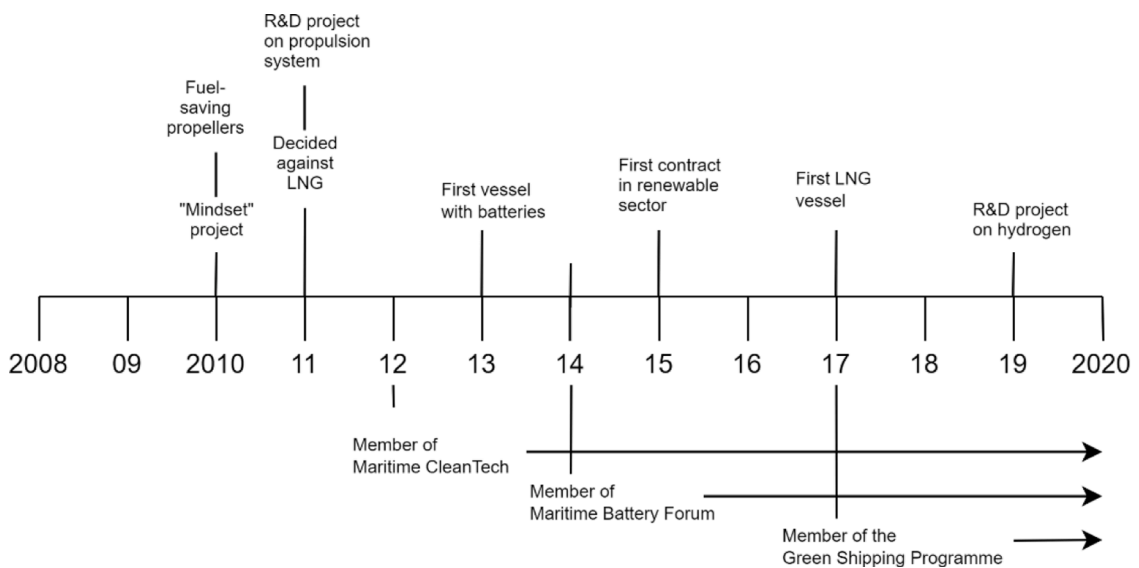 R&D project
on propulsion
system
Fuel-
saving
propellers
Decided
against
LNG
"Mindset"
project
First vessel
with batteries
First contract
in renewable
sector
First LNG
vessel
R&D project
on hydrogen
2008 09 2010 11 12 13 14 15 16 17 18 19 2020
Member of
Maritime CleanTech
Member of
Maritime Battery Forum
Member of the
Green Shipping Programme